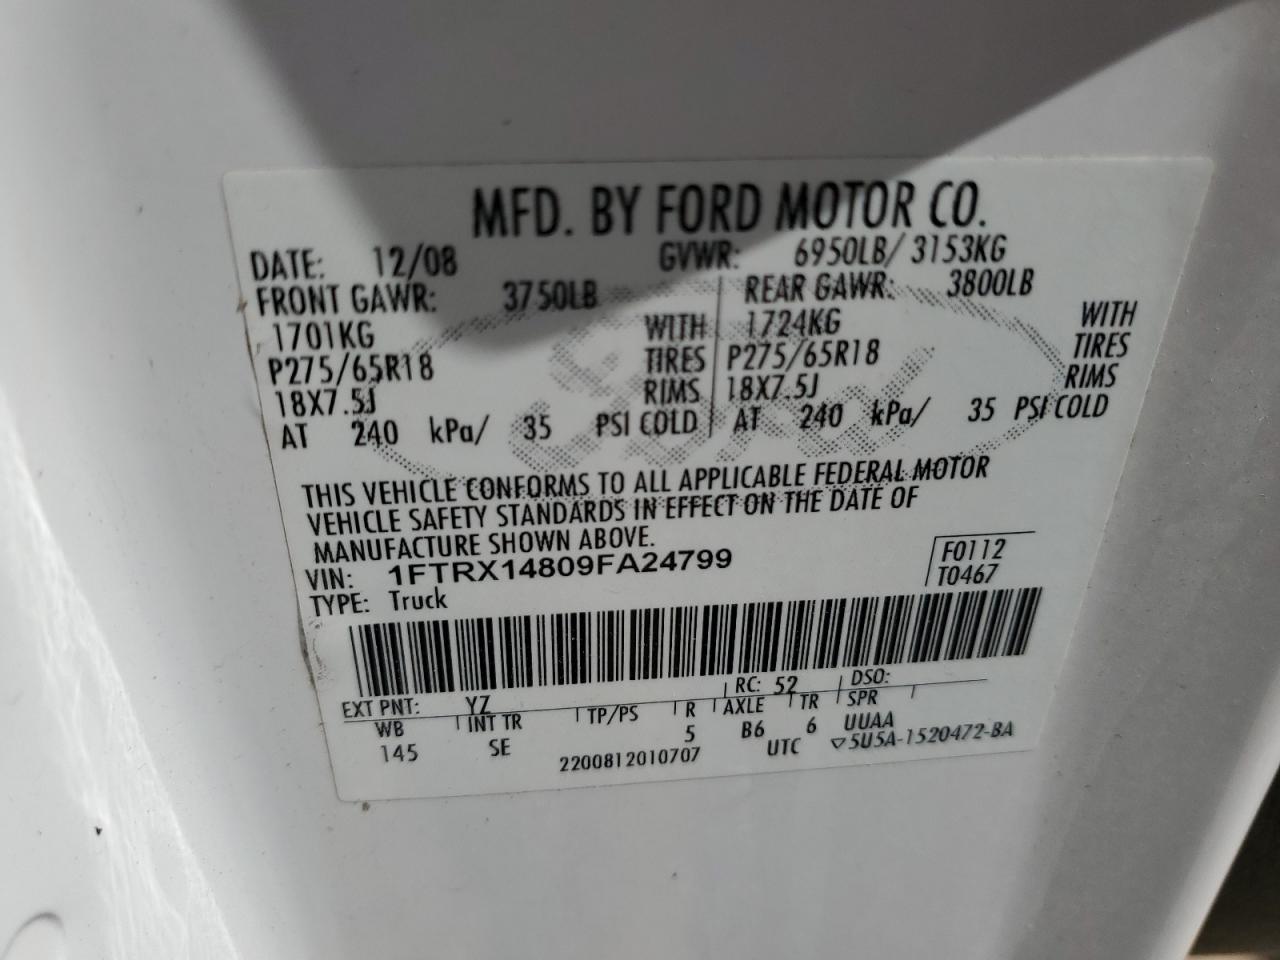 MFD. BY FORD MOTOR CO.
DATE: 12/08 GVWR: 6950LB/ 3153KG
FRONT GAWR: 3750LB REAR GAWR: 3800LB
1701KG WITH 1724KG WITH
P275/65R18 TIRES P275/65R18 TIRES
18X7.5J RIMS 18X7.5J RIMS
AT 240 kPa/ 35 PSI COLD AT 240 kPa/ 35 PSI COLD
Ford
THIS VEHICLE CONFORMS TO ALL APPLICABLE FEDERAL MOTOR
VEHICLE SAFETY STANDARDS IN EFFECT ON THE DATE OF
MANUFACTURE SHOWN ABOVE.
VIN: 1FTRX14809FA24799 F0112
TYPE: Truck T0467
EXT PNT: YZ RC: 52 DSO:
WB INT TR TP/PS R AXLE TR SPR
145 SE 5 B6 6 UUAA
2200812010707 UTC ▽5U5A-1520472-BA